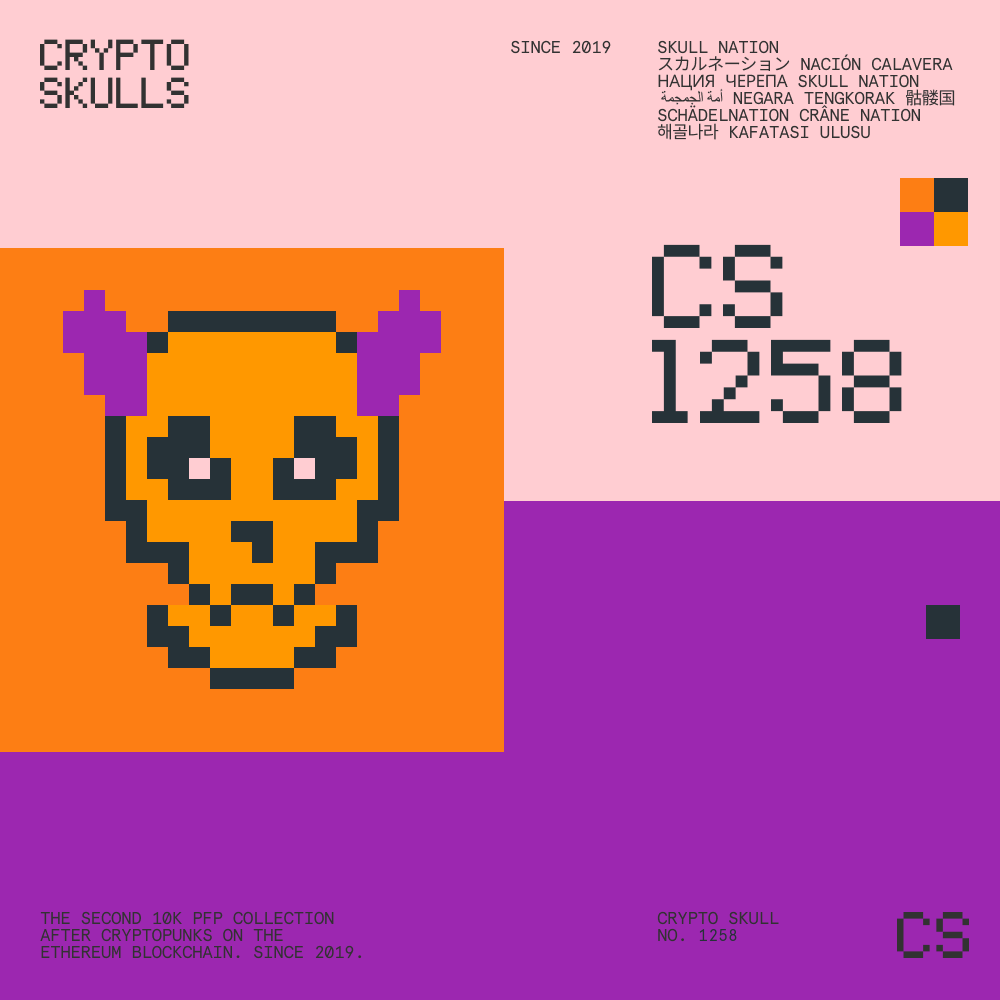 CRYPTO
SKULLS
SINCE 2019
SKULL NATION
スカルネーション NACIÓN CALAVERA
НАЦИЯ ЧЕРЕПА SKULL NATION
أمة الجمجمة NEGARA TENGKORAK 骷髅国
SCHÄDELNATION CRÂNE NATION
해골나라 KAFATASI ULUSU
CS
1258
THE SECOND 10K PFP COLLECTION
AFTER CRYPTOPUNKS ON THE
ETHEREUM BLOCKCHAIN. SINCE 2019.
CRYPTO SKULL
NO. 1258
CS